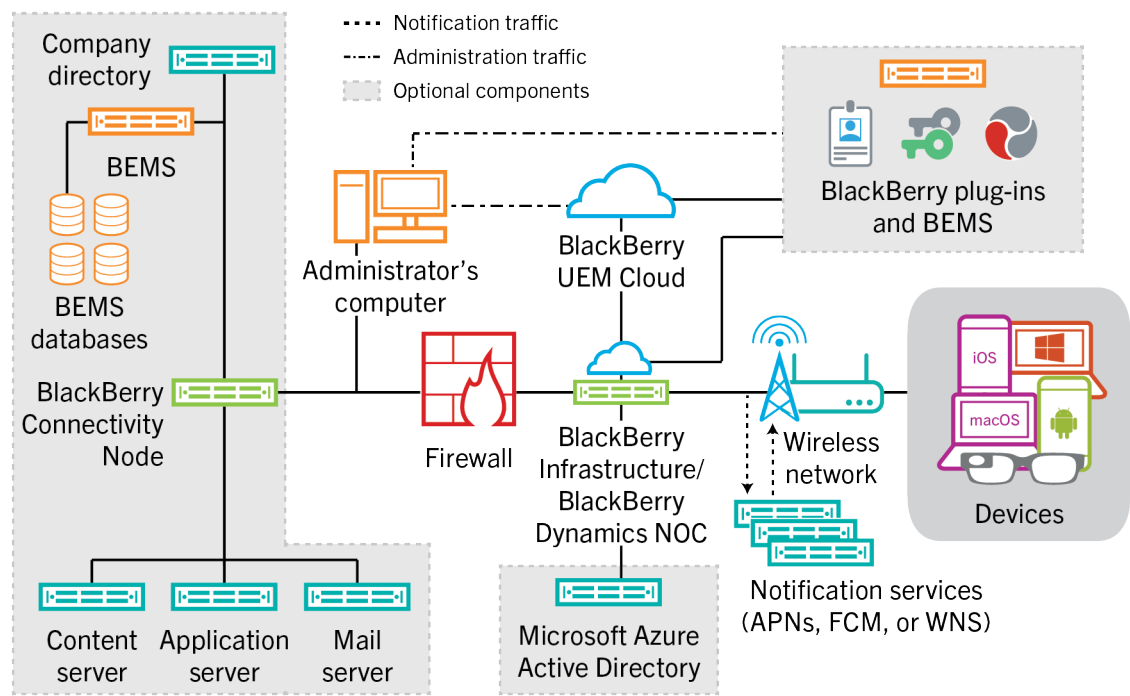 Notification traffic
Administration traffic
Optional components
Company
directory
BEMS
BEMS
databases
BlackBerry
Connectivity
Node
Content
server
Application
server
Mail
server
Administrator's
computer
Firewall
BlackBerry
UEM Cloud
BlackBerry
Infrastructure/
BlackBerry
Dynamics NOC
Microsoft Azure
Active Directory
BlackBerry plug-ins
and BEMS
Wireless
network
Notification services
(APNs, FCM, or WNS)
iOS
macOS
Devices